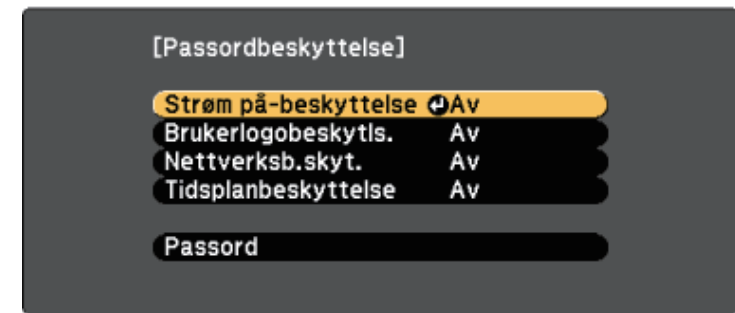 [Passordbeskyttelse]
Strøm på-beskyttelse Av
Brukerlogobeskytls. Av
Nettverksb.skyt. Av
Tidsplanbeskyttelse Av
Passord